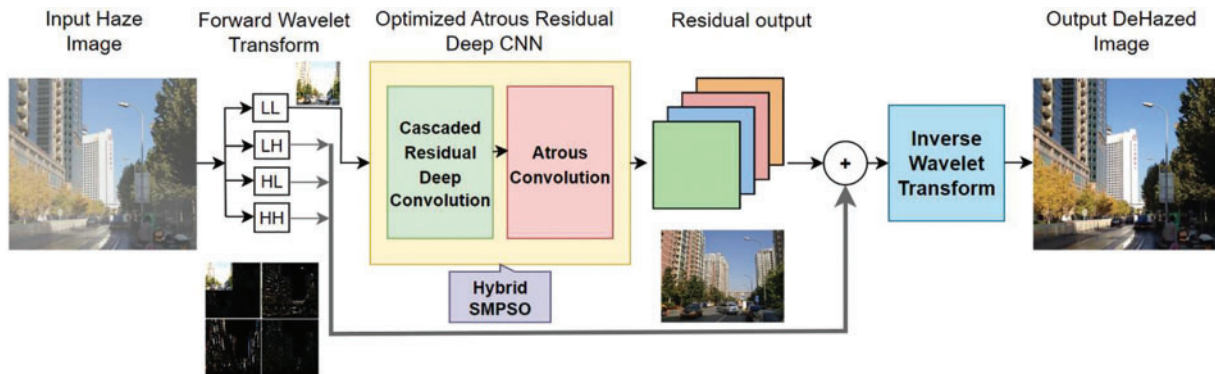 Input Haze
Image
Forward Wavelet
Transform
Optimized Atrous Residual
Deep CNN
Residual output
Output DeHazed
Image
LL
LH
HL
HH
Cascaded
Residual
Deep
Convolution
Atrous
Convolution
+
Inverse
Wavelet
Transform
Hybrid
SMPSO